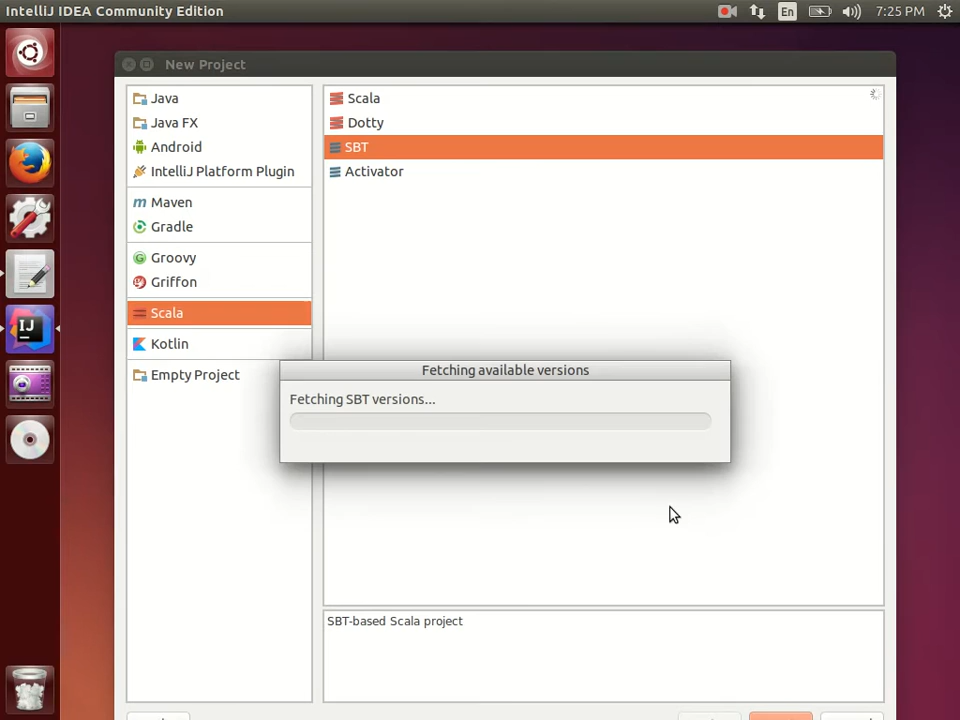 IntelliJ IDEA Community Edition
En
7:25 PM
New Project
Java
Java FX
Android
IntelliJ Platform Plugin
m Maven
Gradle
G Groovy
Griffon
Scala
Kotlin
Empty Project
Scala
Dotty
SBT
Activator
Fetching available versions
Fetching SBT versions...
SBT-based Scala project
IJ